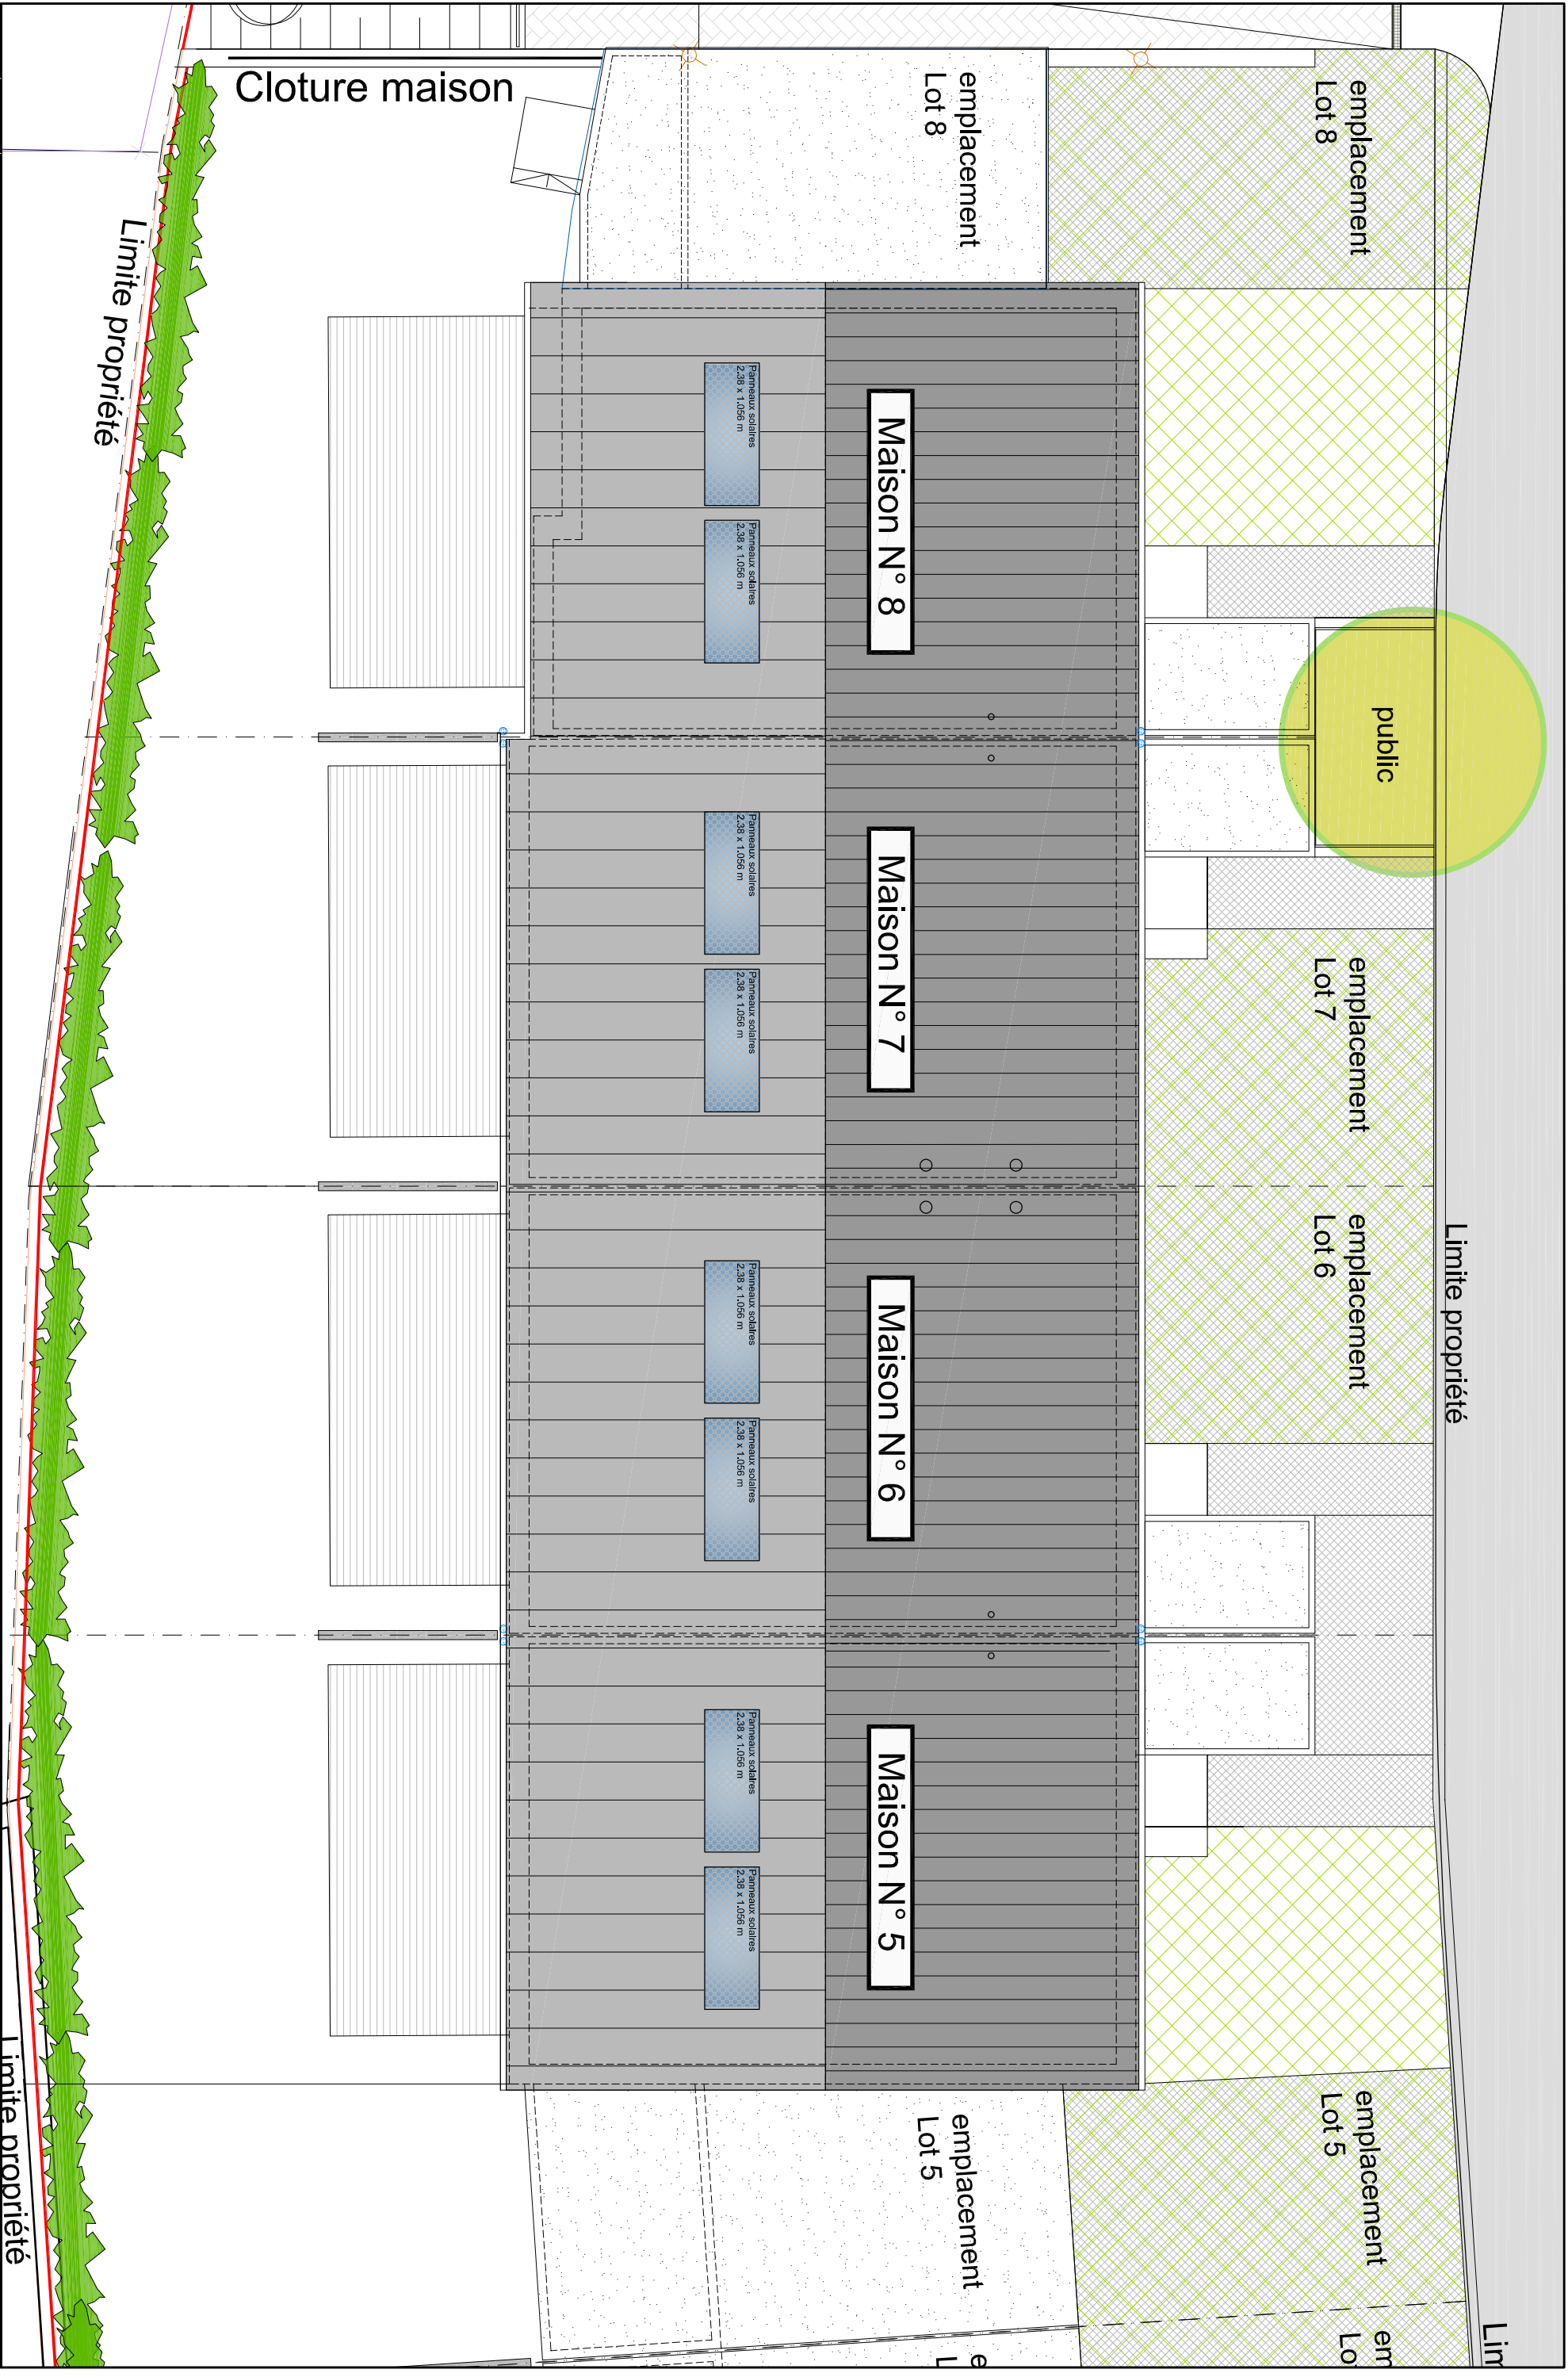 Cloture maison
emplacement
Lot 8
emplacement
Lot 8
Limite propriété
Panneaux solaires
2.38 x 1.056 m
Panneaux solaires
2.38 x 1.056 m
Maison N° 8
public
Panneaux solaires
2.38 x 1.056 m
Panneaux solaires
2.38 x 1.056 m
Maison N° 7
emplacement
Lot 7
Panneaux solaires
2.38 x 1.056 m
Panneaux solaires
2.38 x 1.056 m
Maison N° 6
emplacement
Lot 6
Limite propriété
Panneaux solaires
2.38 x 1.056 m
Panneaux solaires
2.38 x 1.056 m
Maison N° 5
emplacement
Lot 5
emplacement
Lot 5
Limite propriété
Lim
em
Lo
e
L